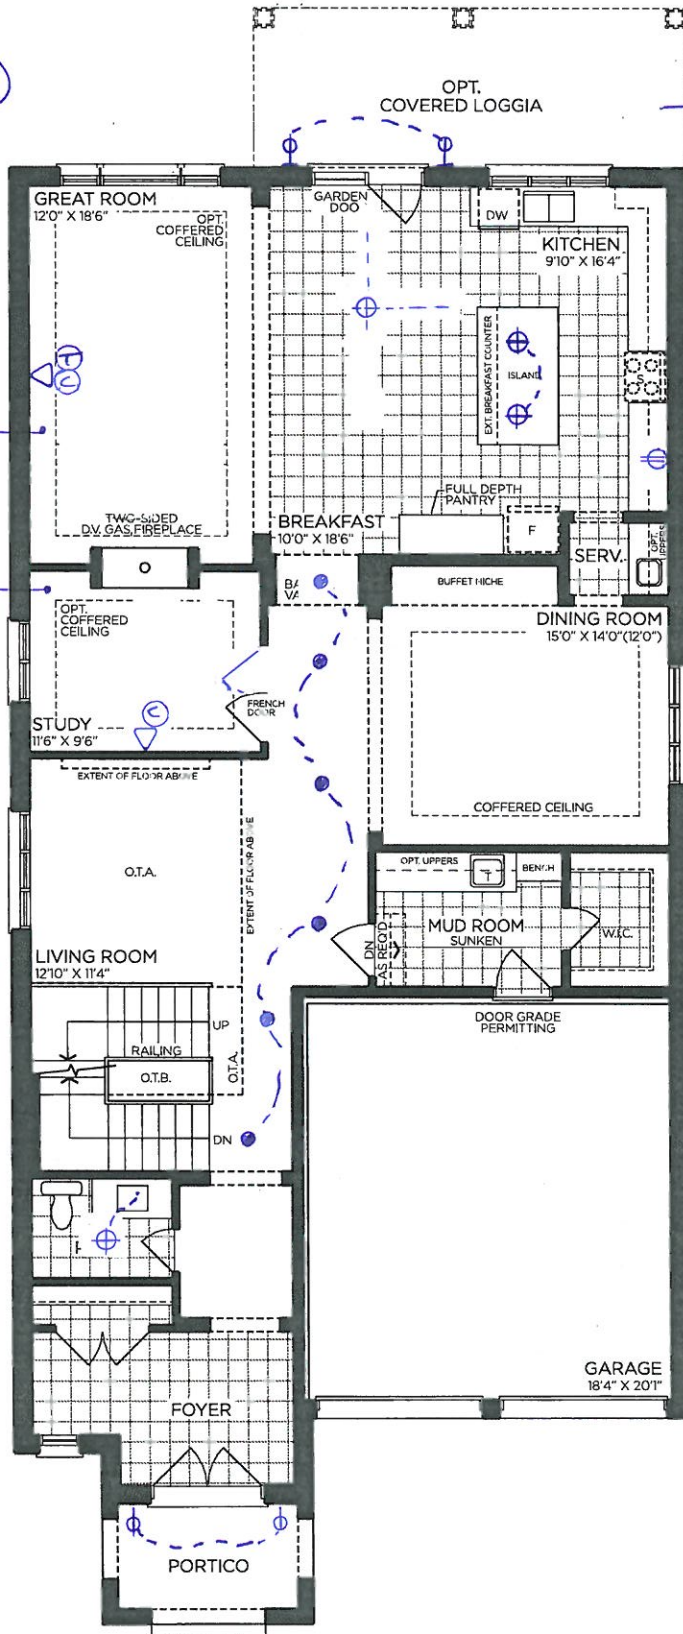 OPT.
COVERED LOGGIA
GREAT ROOM
12'0" X 18'6"
OPT.
COFFERED
CEILING
GARDEN
DOO
DW
KITCHEN
9'10" X 16'4"
EXT. BREAKFAST COUNTER
ISLAND
S
C
TWO-SIDED
D.V. GAS FIREPLACE
BREAKFAST
10'0" X 18'6"
FULL DEPTH
PANTRY
F
SERV.
OPT.
UPPERS
BUFFET NICHE
OPT.
COFFERED
CEILING
DINING ROOM
15'0" X 14'0"(12'0")
FRENCH
DOOR
C
STUDY
11'6" X 9'6"
EXTENT OF FLOOR ABOVE
EXTENT OF FLOOR ABOVE
COFFERED CEILING
O.T.A.
OPT. UPPERS
T
BENCH
MUD ROOM
SUNKEN
DN
AS REQ'D
W.I.C.
LIVING ROOM
12'10" X 11'4"
UP
RAILING
O.T.B.
O.T.A.
DN
DOOR GRADE
PERMITTING
GARAGE
18'4" X 20'1"
FOYER
PORTICO